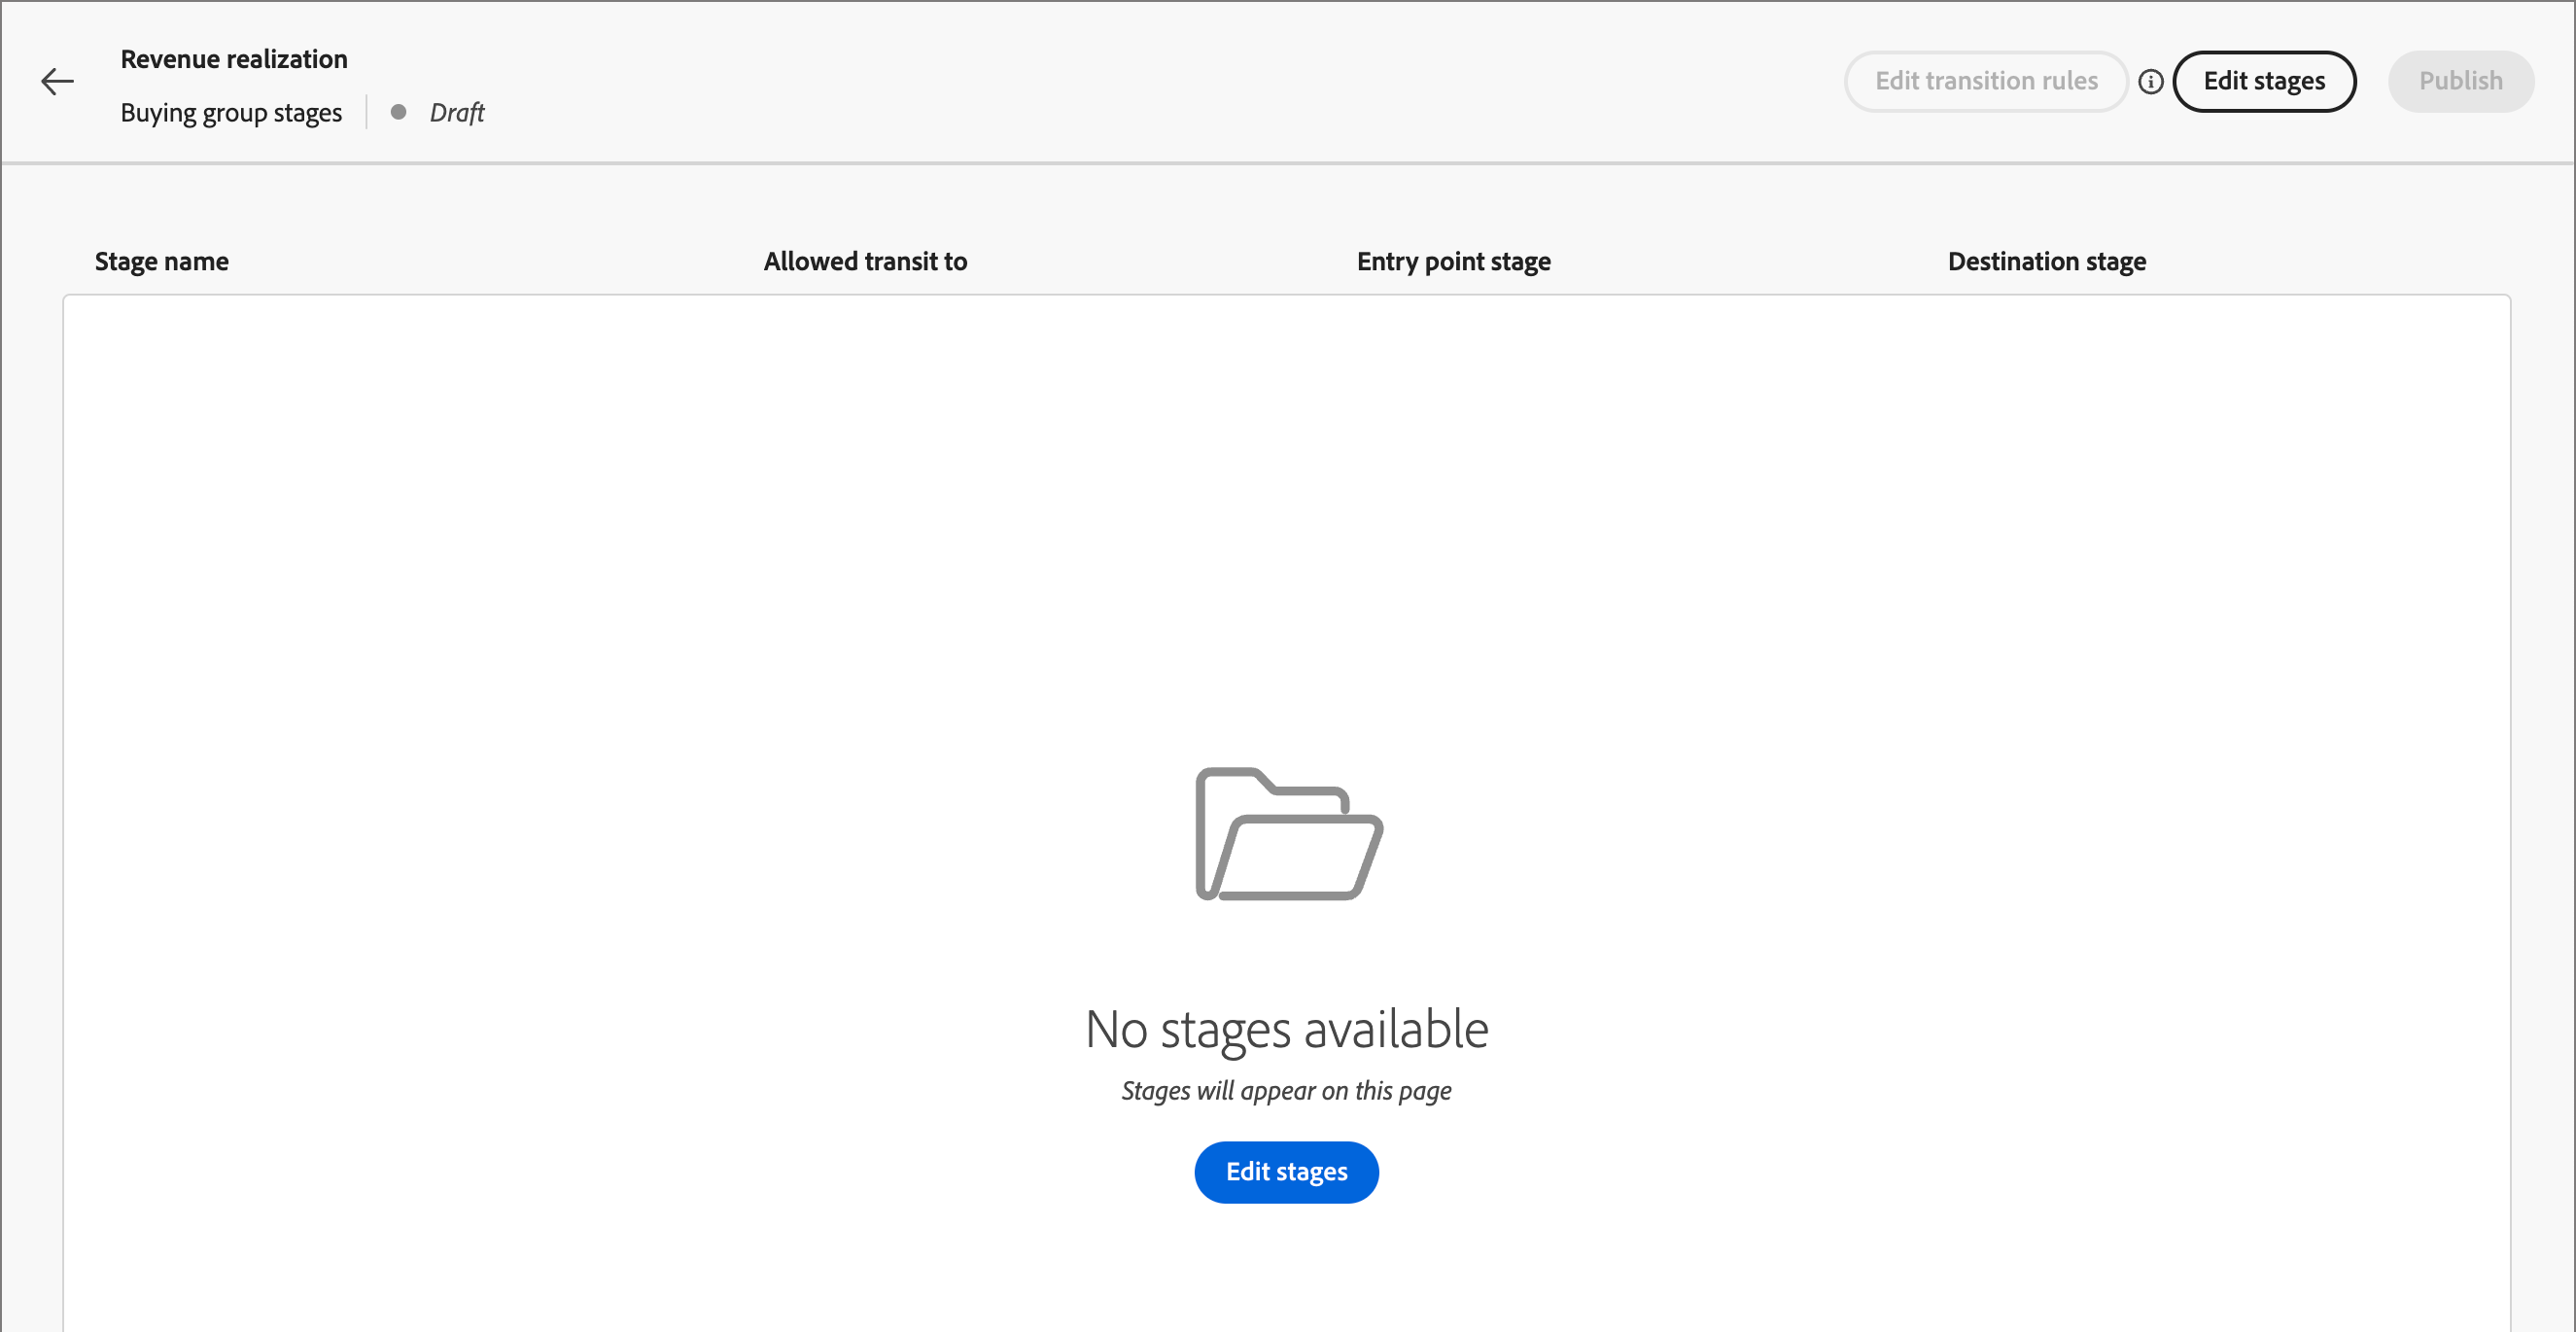 Revenue realization
Buying group stages
Draft
Edit transition rules
Edit stages
Publish
Stage name
Allowed transit to
Entry point stage
Destination stage
No stages available
Stages will appear on this page
Edit stages